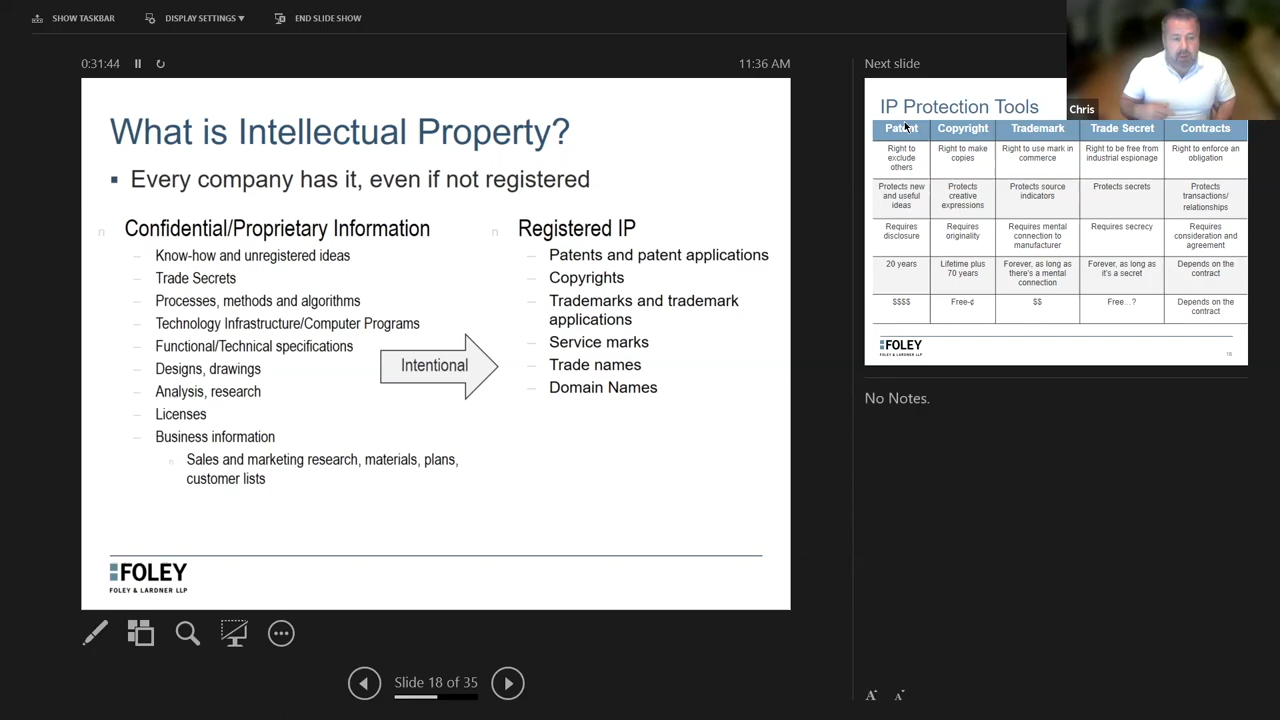 SHOW TASKBAR
DISPLAY SETTINGS ▼
END SLIDE SHOW
0:31:44
11:36 AM
What is Intellectual Property?
▪ Every company has it, even if not registered
n Confidential/Proprietary Information
– Know-how and unregistered ideas
– Trade Secrets
– Processes, methods and algorithms
– Technology Infrastructure/Computer Programs
– Functional/Technical specifications
– Designs, drawings
– Analysis, research
– Licenses
– Business information
n Sales and marketing research, materials, plans,
customer lists
Intentional
n Registered IP
– Patents and patent applications
– Copyrights
– Trademarks and trademark
applications
– Service marks
– Trade names
– Domain Names
FOLEY
FOLEY & LARDNER LLP
Slide 18 of 35
Next slide
Chris
IP Protection Tools
Patent Copyright Trademark Trade Secret Contracts
Right to
exclude
others
Right to make
copies
Right to use mark in
commerce
Right to be free from
industrial espionage
Right to enforce an
obligation
Protects new
and useful
ideas
Protects
creative
expressions
Protects source
indicators
Protects secrets
Protects
transactions/
relationships
Requires
disclosure
Requires
originality
Requires mental
connection to
manufacturer
Requires secrecy
Requires
consideration and
agreement
20 years
Lifetime plus
70 years
Forever, as long as
there's a mental
connection
Forever, as long as
it's a secret
Depends on the
contract
$$$$
Free-¢
$$
Free…?
Depends on the
contract
FOLEY
FOLEY & LARDNER LLP
No Notes.
A
A